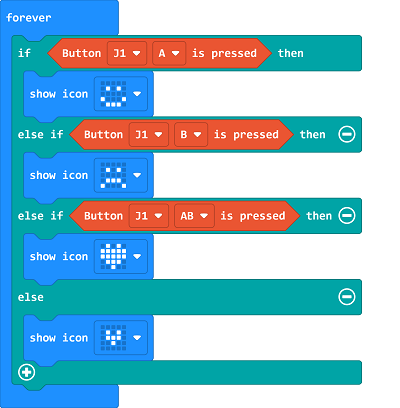 forever
if Button J1 A is pressed then
show icon
else if Button J1 B is pressed then
show icon
else if Button J1 AB is pressed then
show icon
else
show icon